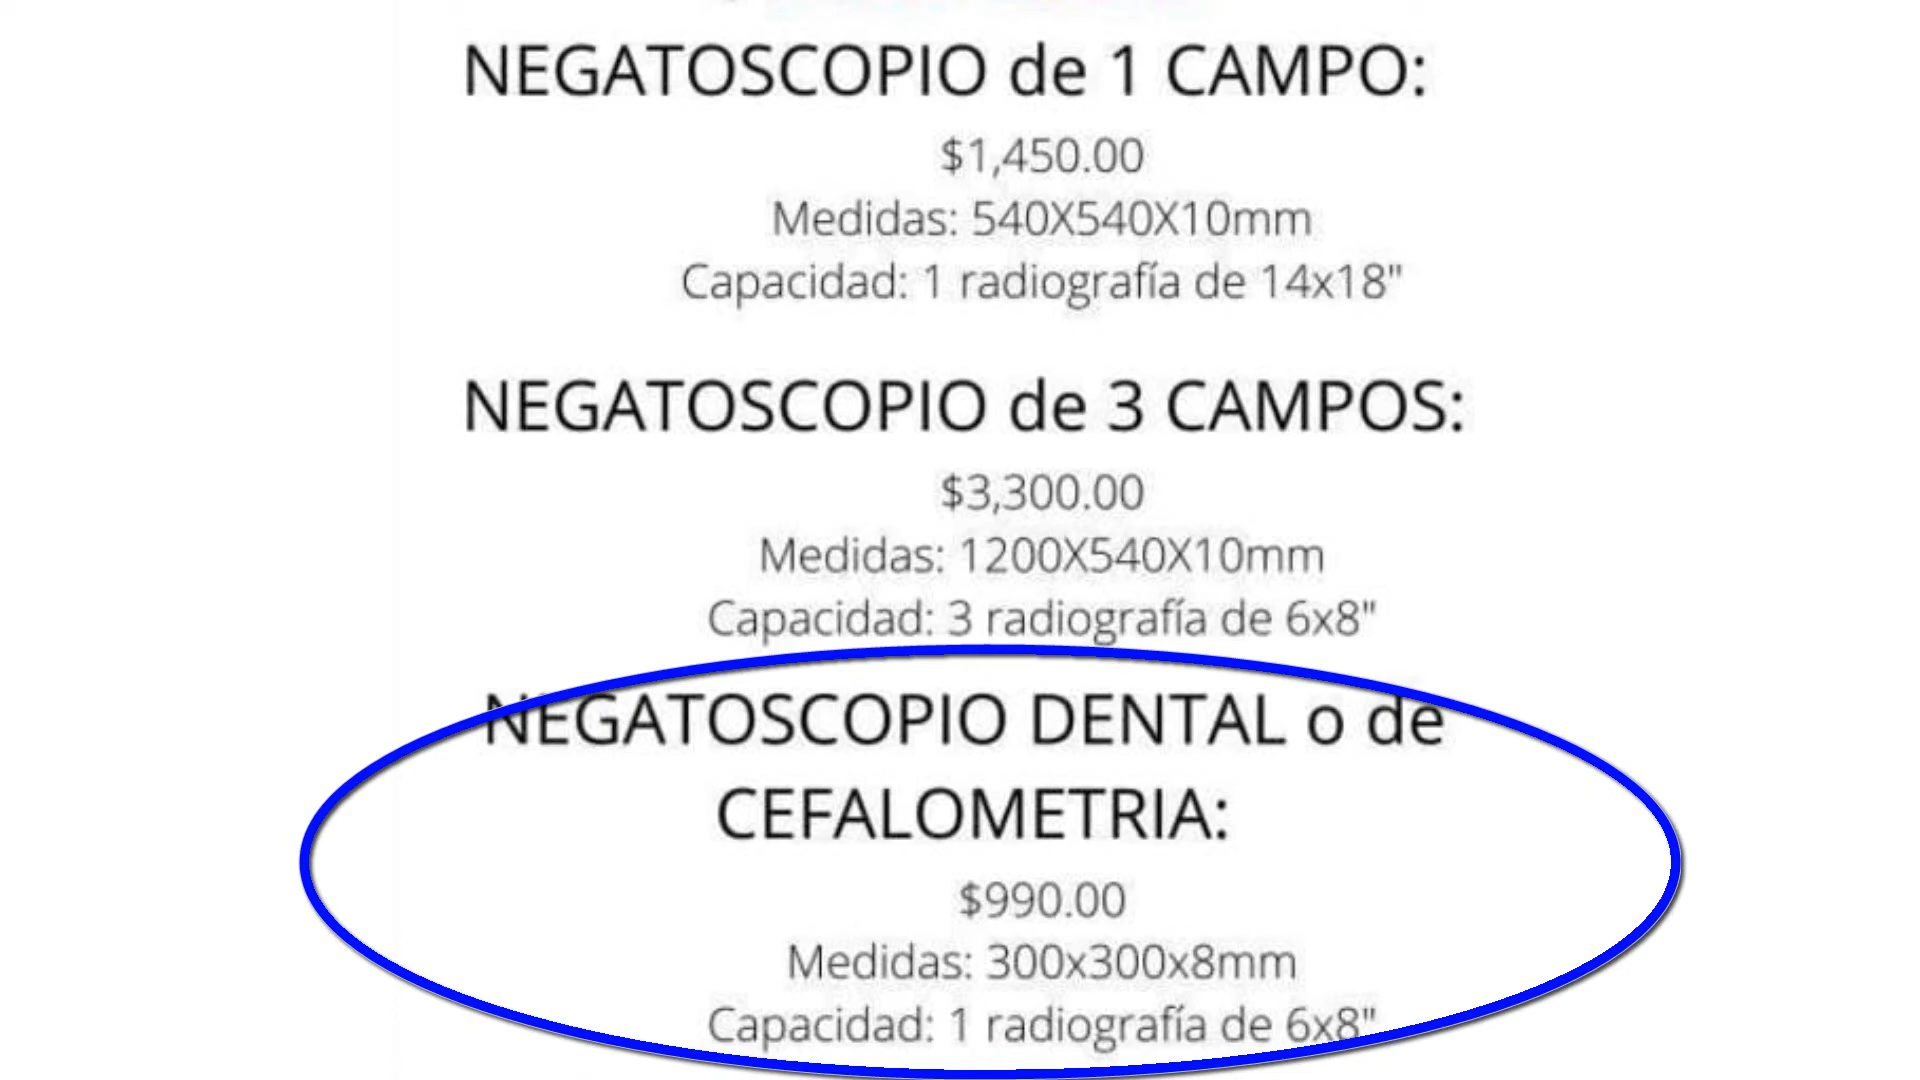 NEGATOSCOPIO de 1 CAMPO:
$1,450.00
Medidas: 540X540X10mm
Capacidad: 1 radiografía de 14x18"
NEGATOSCOPIO de 3 CAMPOS:
$3,300.00
Medidas: 1200X540X10mm
Capacidad: 3 radiografía de 6x8"
NEGATOSCOPIO DENTAL o de
CEFALOMETRIA:
$990.00
Medidas: 300x300x8mm
Capacidad: 1 radiografía de 6x8"